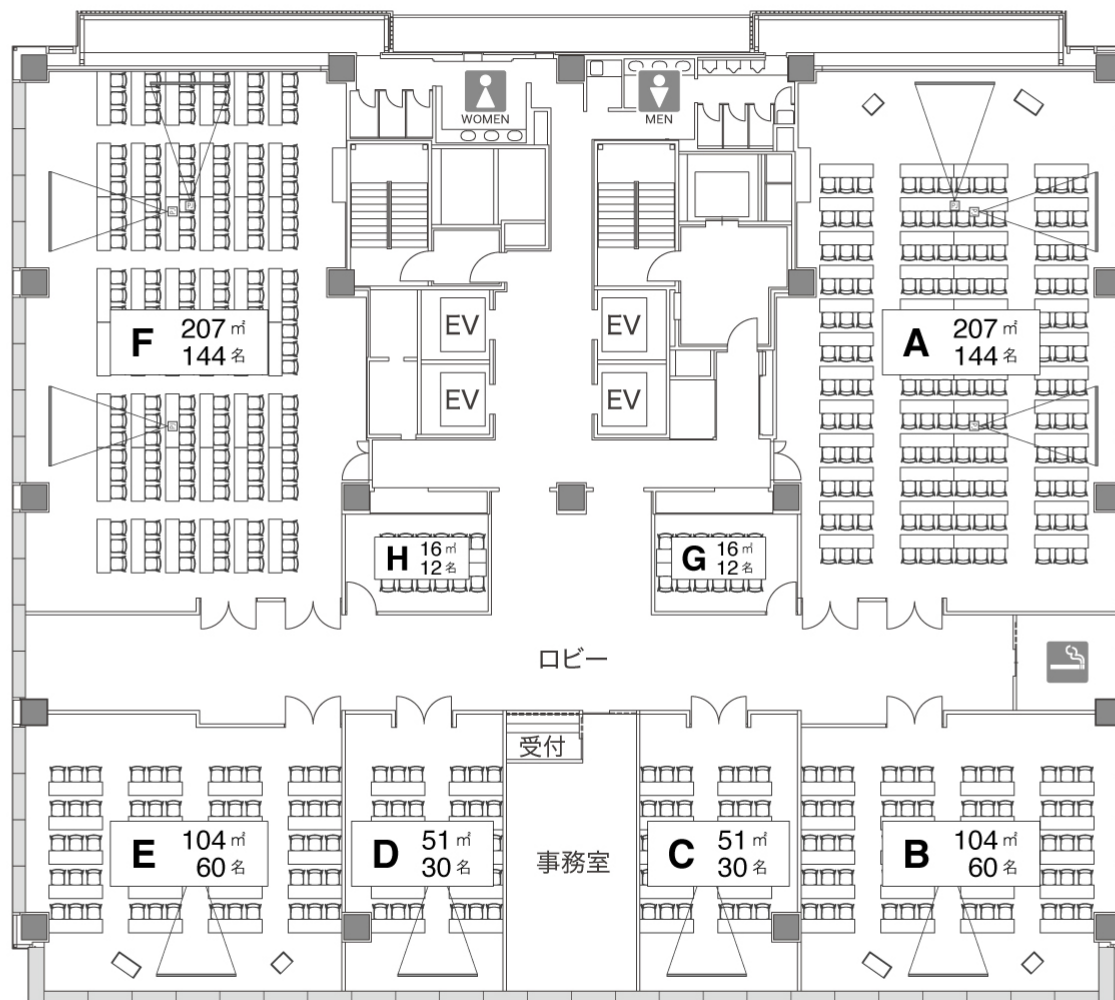 WOMEN
MEN
EV
EV
EV
EV
F 207㎡ 144名
A 207㎡ 144名
H 16㎡ 12名
G 16㎡ 12名
ロビー
受付
事務室
E 104㎡ 60名
D 51㎡ 30名
C 51㎡ 30名
B 104㎡ 60名